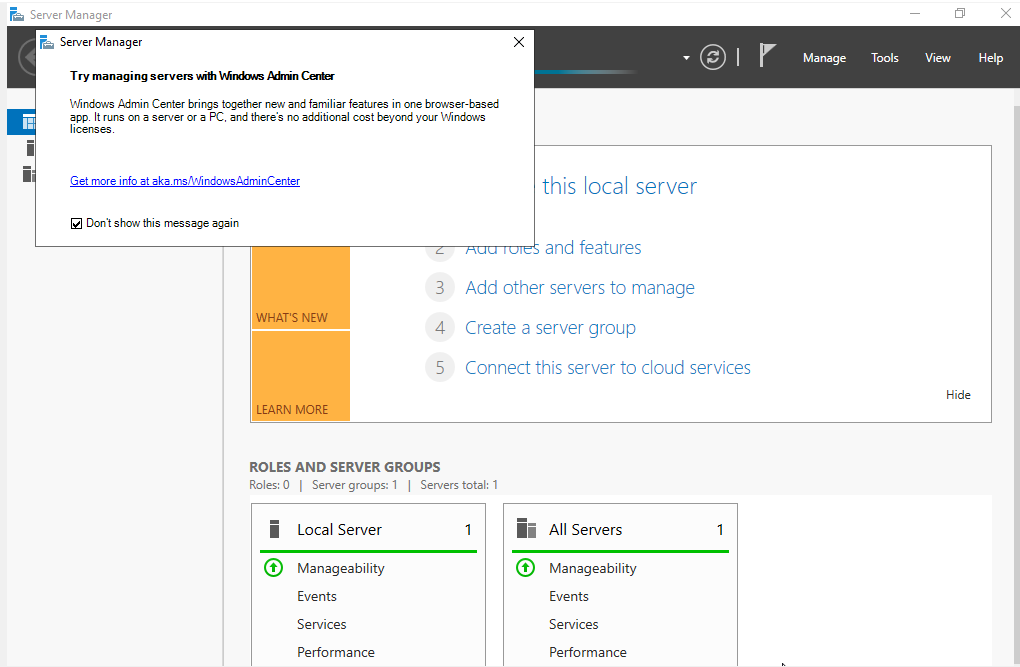 Server Manager
Server Manager
Manage Tools View Help
Try managing servers with Windows Admin Center
Windows Admin Center brings together new and familiar features in one browser-based
app. It runs on a server or a PC, and there's no additional cost beyond your Windows
licenses.
Get more info at aka.ms/WindowsAdminCenter
Don't show this message again
this local server
2 Add roles and features
3 Add other servers to manage
4 Create a server group
5 Connect this server to cloud services
WHAT'S NEW
LEARN MORE
Hide
ROLES AND SERVER GROUPS
Roles: 0 | Server groups: 1 | Servers total: 1
Local Server 1
Manageability
Events
Services
Performance
All Servers 1
Manageability
Events
Services
Performance